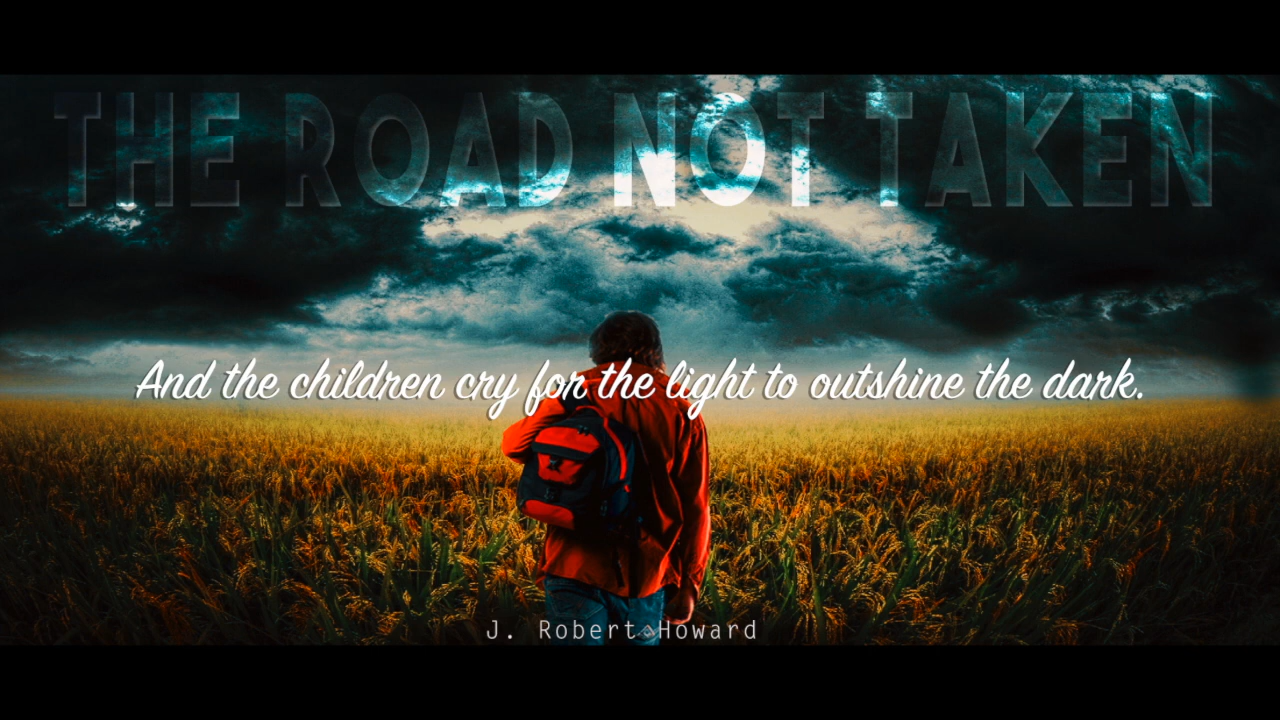 THE ROAD NOT TAKEN
And the children cry for the light to outshine the dark.
J. Robert Howard